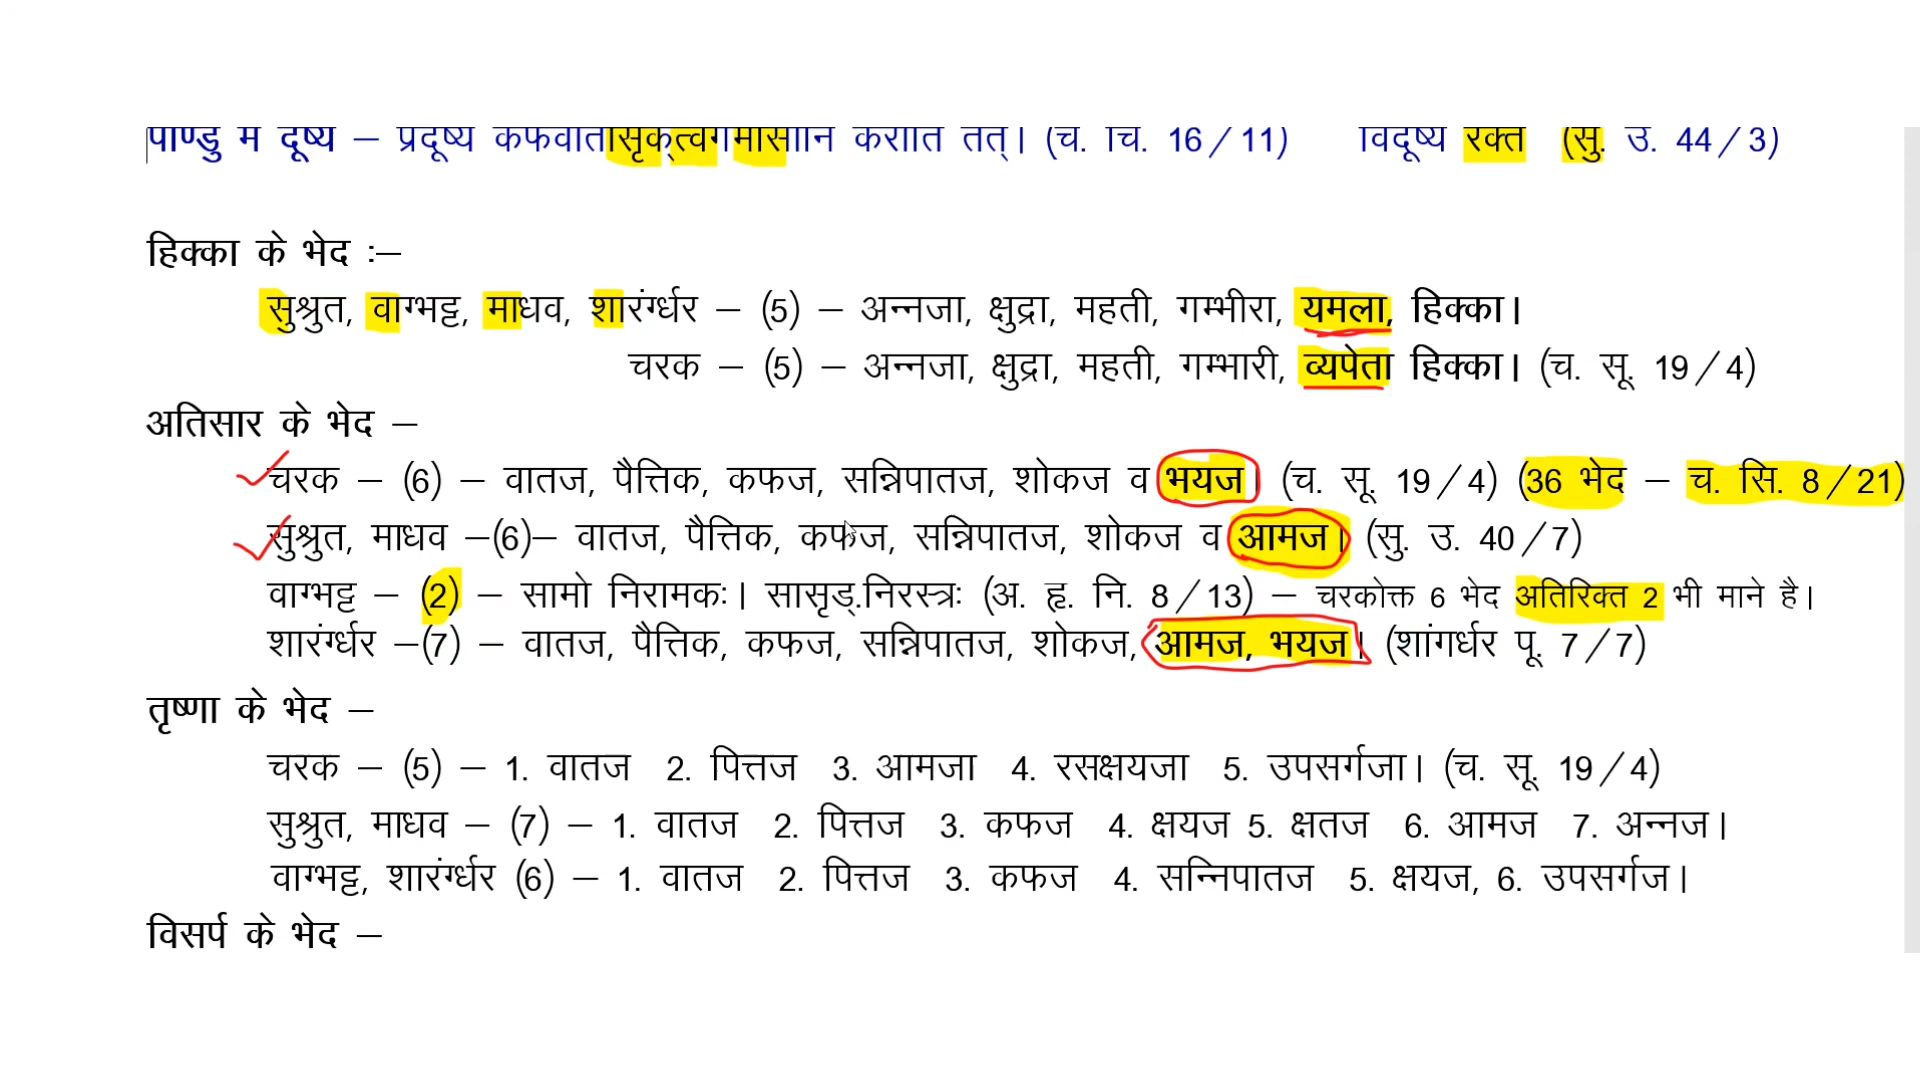 पाण्डु में दूष्य – प्रदूष्य कफवातासृक्त्वगमांसानि करोति तत्। (च. चि. 16/11) विदूष्य रक्त (सु. उ. 44/3)
हिक्का के भेद :–
सुश्रुत, वाग्भट्ट, माधव, शारंर्ग्धर – (5) – अन्नजा, क्षुद्रा, महती, गम्भीरा, यमला, हिक्का।
चरक – (5) – अन्नजा, क्षुद्रा, महती, गम्भारी, व्यपेता हिक्का। (च. सू. 19/4)
अतिसार के भेद –
चरक – (6) – वातज, पैत्तिक, कफज, सन्निपातज, शोकज व भयज। (च. सू. 19/4) (36 भेद – च. सि. 8/21)
सुश्रुत, माधव –(6)– वातज, पैत्तिक, कफज, सन्निपातज, शोकज व आमज। (सु. उ. 40/7)
वाग्भट्ट – (2) – सामो निरामकः। सासृड्.निरस्त्रः (अ. हृ. नि. 8/13) – चरकोक्त 6 भेद अतिरिक्त 2 भी माने है।
शारंर्ग्धर –(7) – वातज, पैत्तिक, कफज, सन्निपातज, शोकज, आमज, भयज। (शांगर्धर पू. 7/7)
तृष्णा के भेद –
चरक – (5) – 1. वातज 2. पित्तज 3. आमजा 4. रसक्षयजा 5. उपसर्गजा। (च. सू. 19/4)
सुश्रुत, माधव – (7) – 1. वातज 2. पित्तज 3. कफज 4. क्षयज 5. क्षतज 6. आमज 7. अन्नज।
वाग्भट्ट, शारंर्ग्धर (6) – 1. वातज 2. पित्तज 3. कफज 4. सन्निपातज 5. क्षयज, 6. उपसर्गज।
विसर्प के भेद –